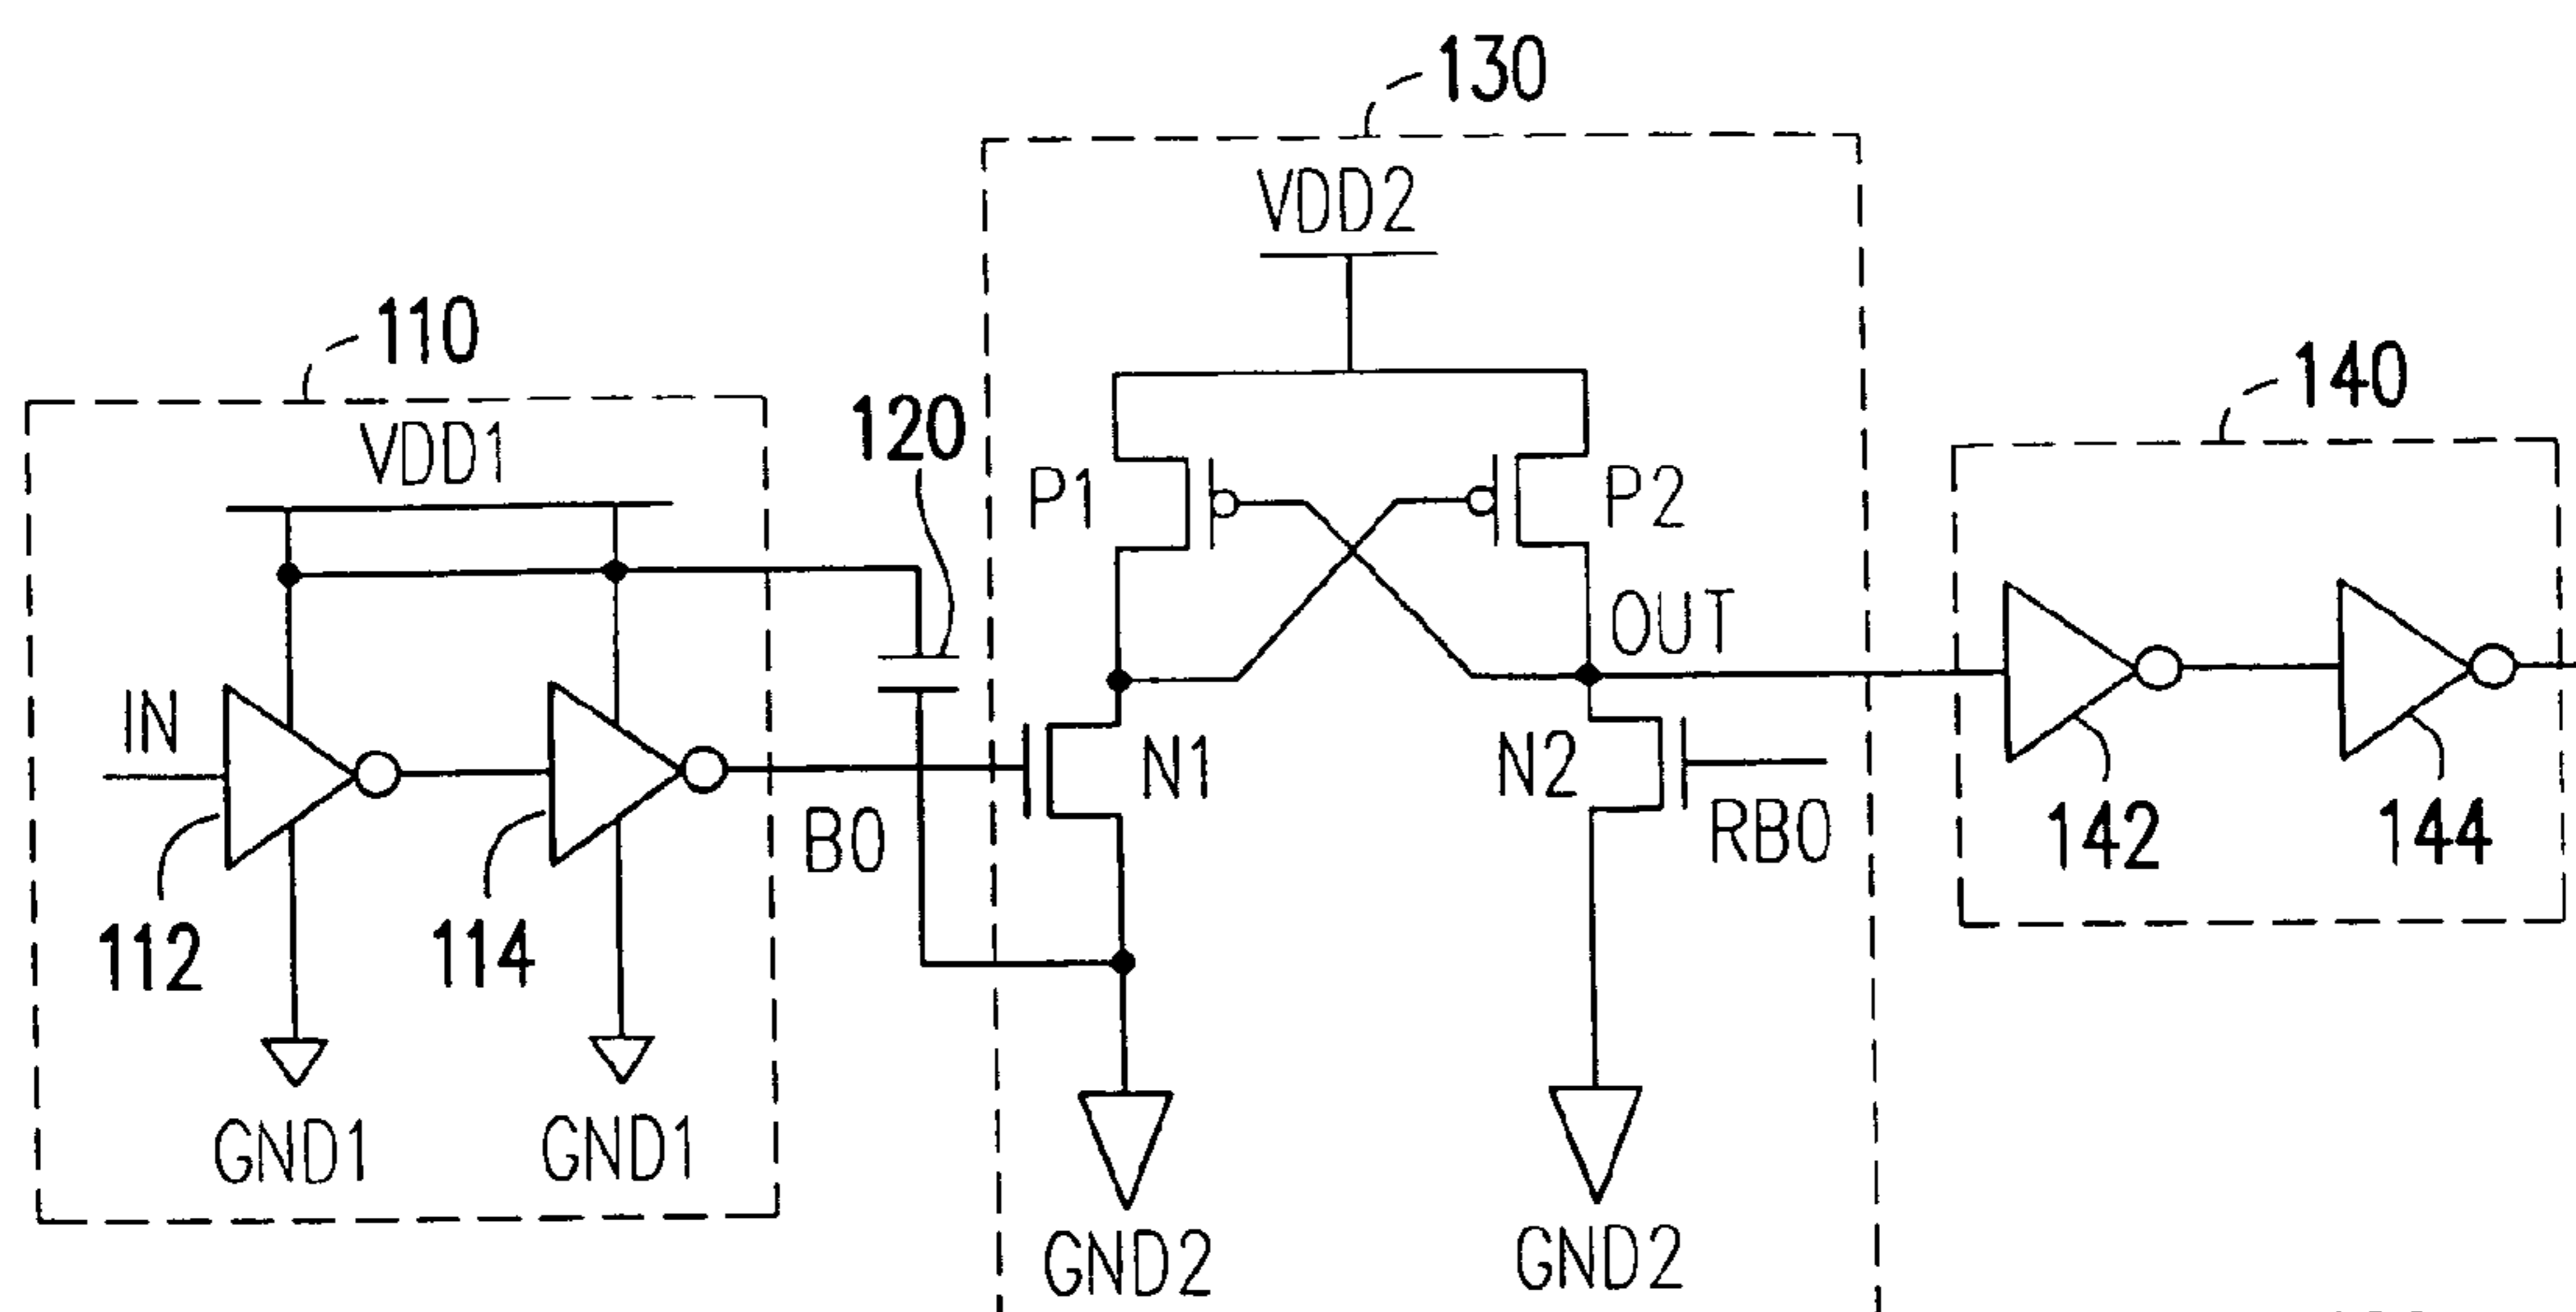 130
VDD2
110
VDD1
120
P1
P2
140
OUT
IN
B0
N1
N2
RB0
142
144
112
114
GND1
GND1
GND2
GND2